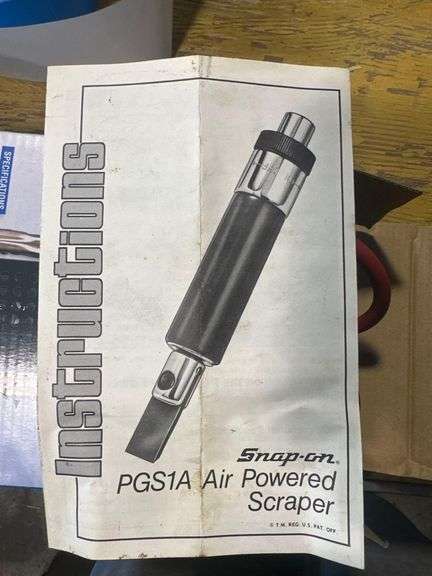 Instructions
Snap-on®
PGS1A Air Powered
Scraper
® T.M. REG. U.S. PAT. OFF.
SPECIFICATIONS